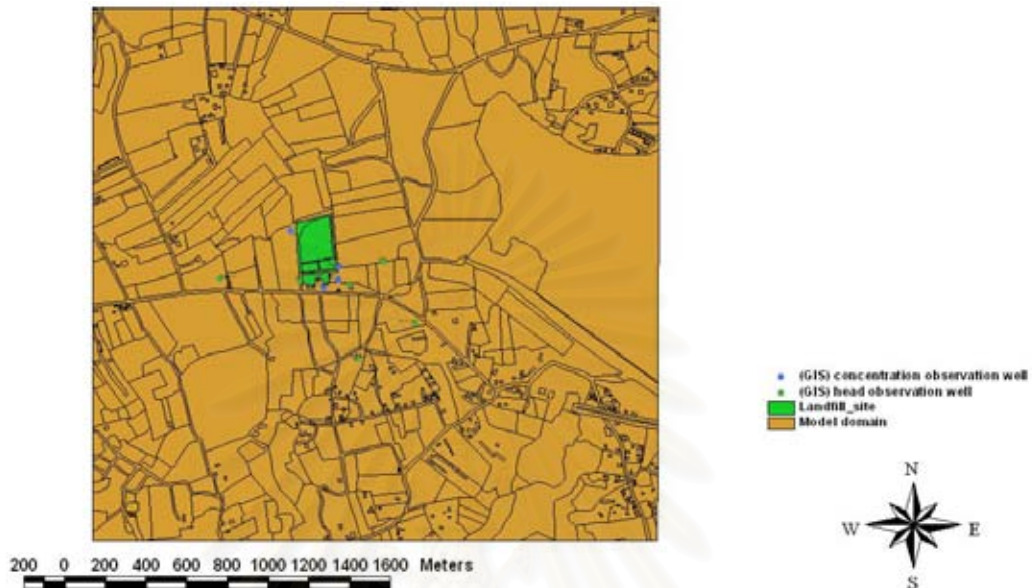 (GIS) concentration observation well
(GIS) head observation well
Landfill_site
Model domain
N
W E
S
200 0 200 400 600 800 1000 1200 1400 1600 Meters